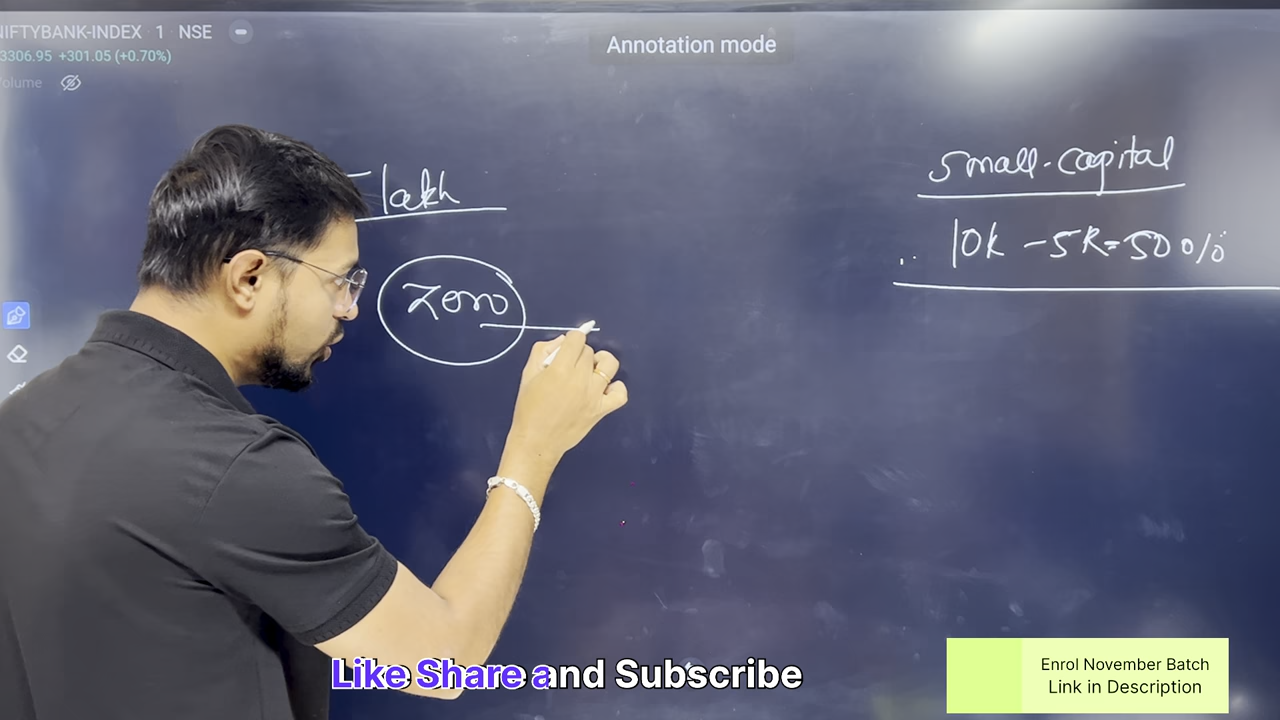 NIFTYBANK-INDEX 1 NSE
3306.95 +301.05 (+0.70%)
olume
Annotation mode
lakh
Zero
small-capital
10k - 5k = 50%
Like Share and Subscribe
Enrol November Batch
Link in Description